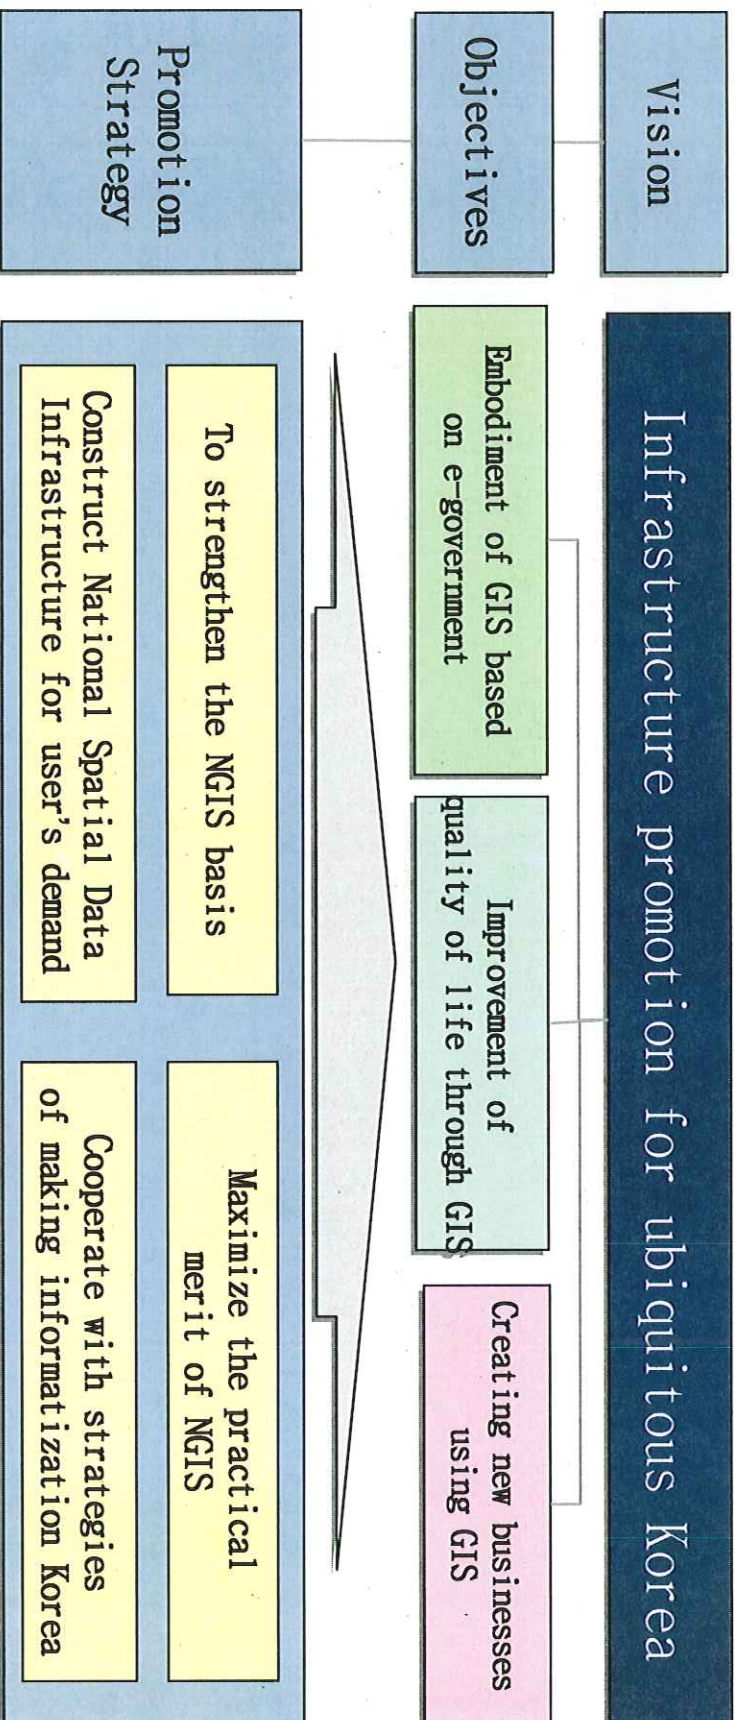 Vision
Infrastructure promotion for ubiquitous Korea
Objectives
Embodiment of GIS based
on e-government
Improvement of
quality of life through GIS
Creating new businesses
using GIS
Promotion
Strategy
To strengthen the NGIS basis
Maximize the practical
merit of NGIS
Construct National Spatial Data
Infrastructure for user's demand
Cooperate with strategies
of making informatization Korea